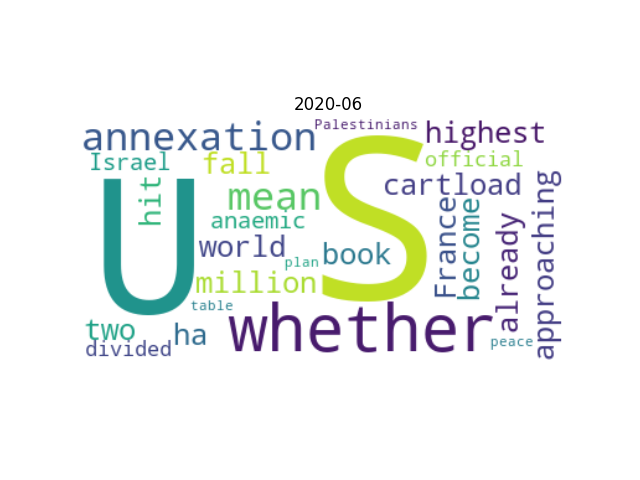 2020-06
Palestinians
annexation
highest
Israel
fall
official
U
S
hit
mean
cartload
anaemic
France
become
already
approaching
world
book
plan
million
table
whether
two
ha
divided
peace